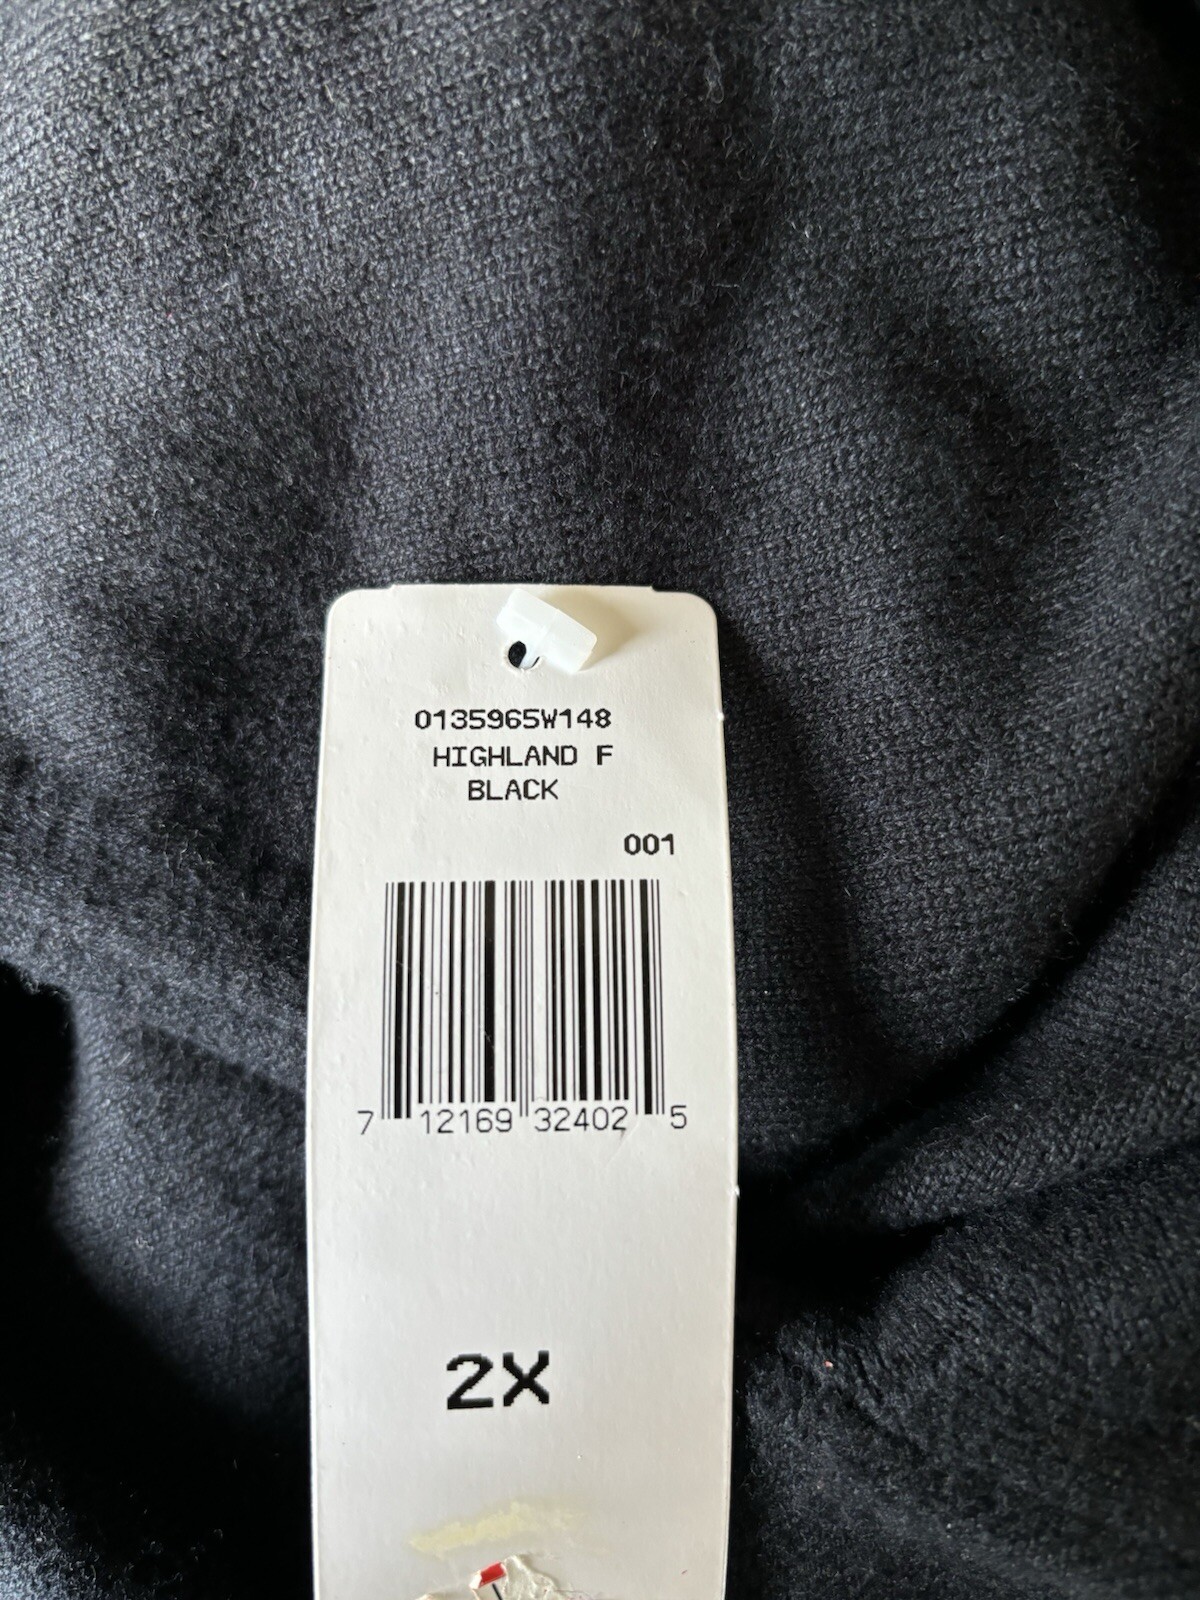 0135965W148
HIGHLAND F
BLACK
001
7 12169 32402 5
2X